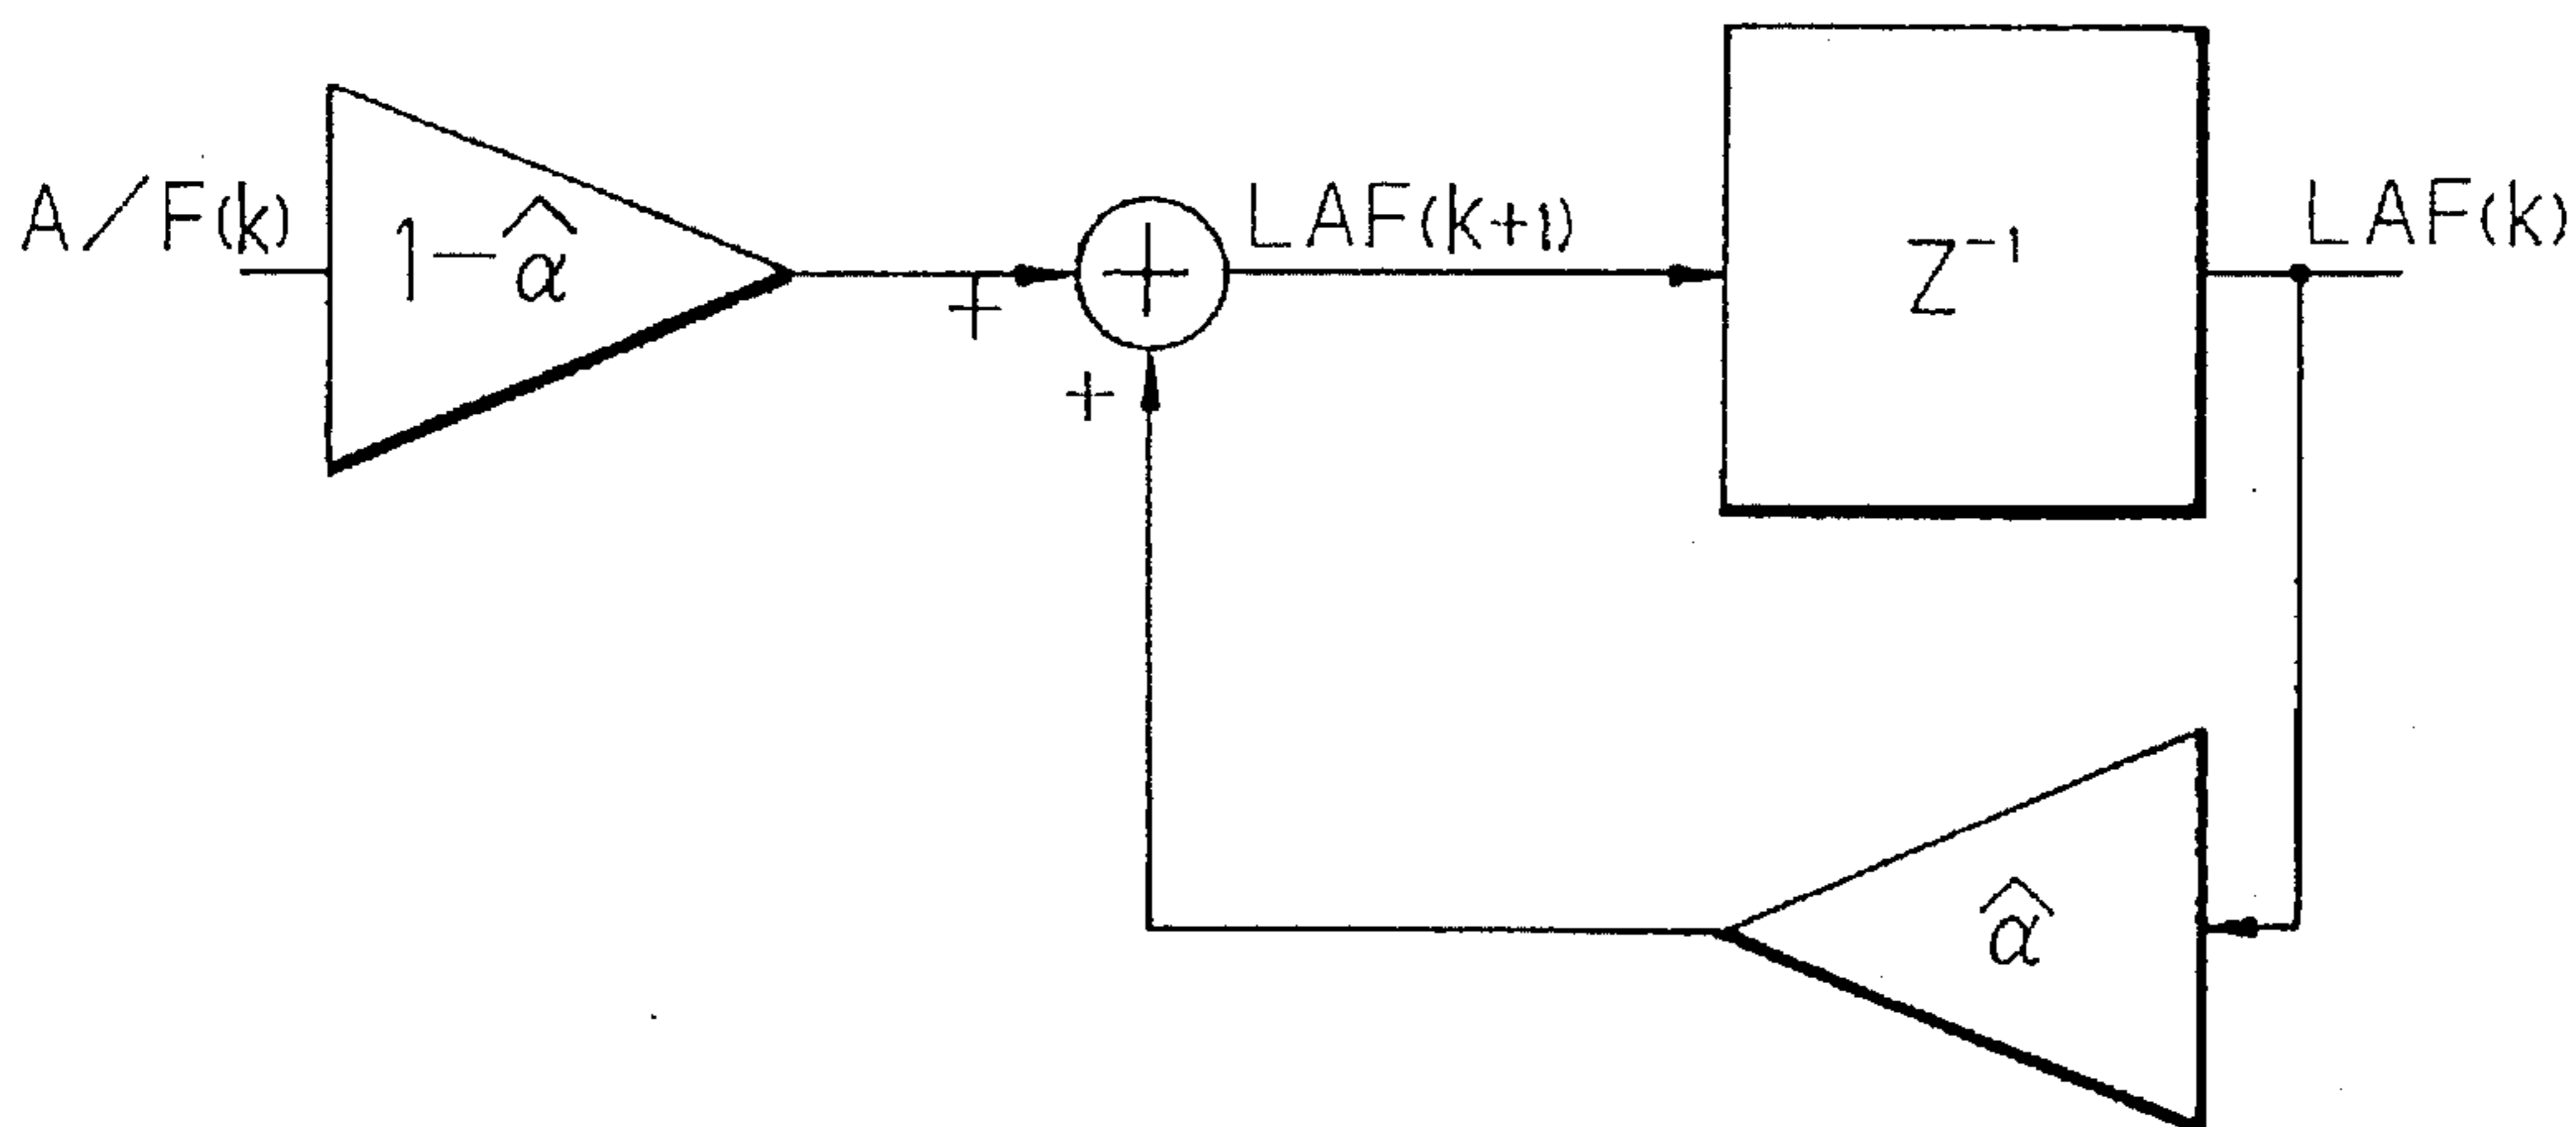 A/F(k)
1-α̂
+
+
+
LAF(k+1)
Z⁻¹
LAF(k)
α̂